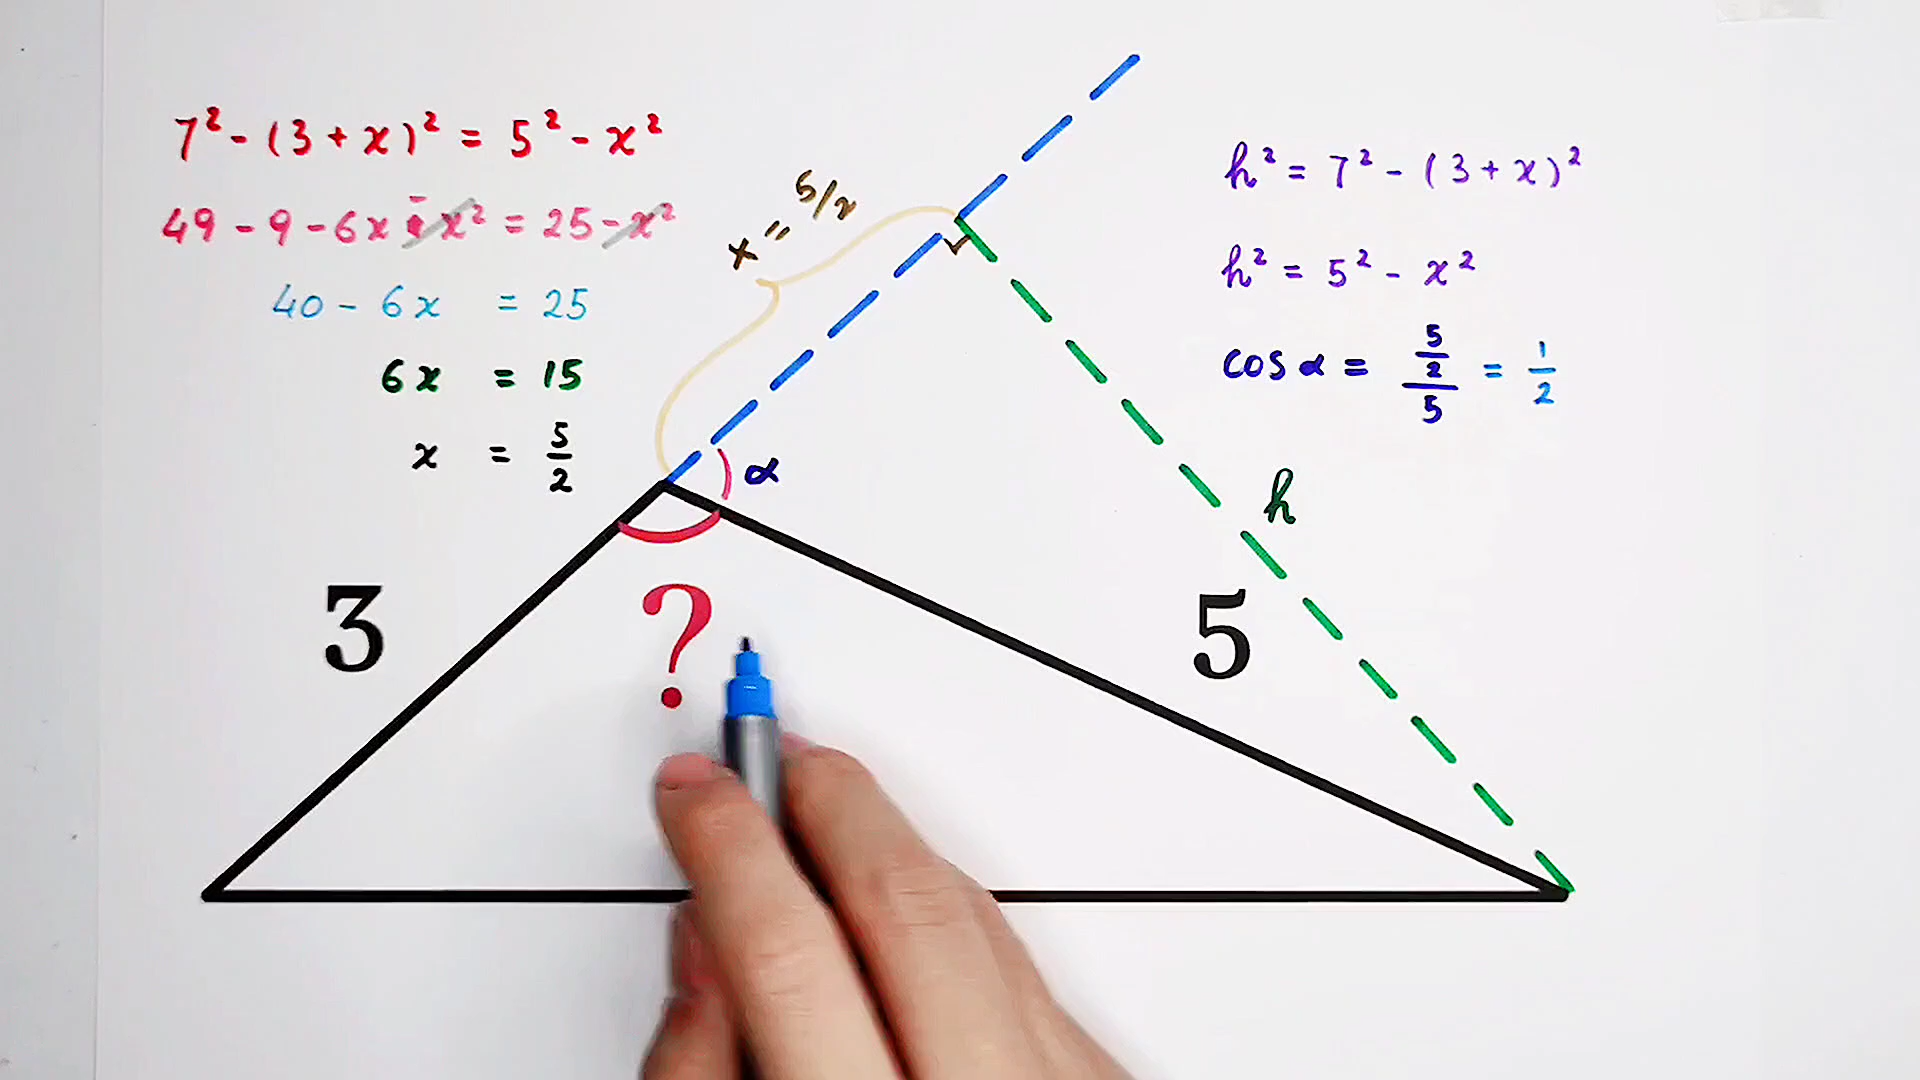 7² - (3 + x)² = 5² - x²
49 - 9 - 6x - x² = 25 - x²
40 - 6x = 25
6x = 15
x = 5/2
x = 5/2
h² = 7² - (3 + x)²
h² = 5² - x²
cos α = 5/2/5 = 1/2
α
h
3
?
5